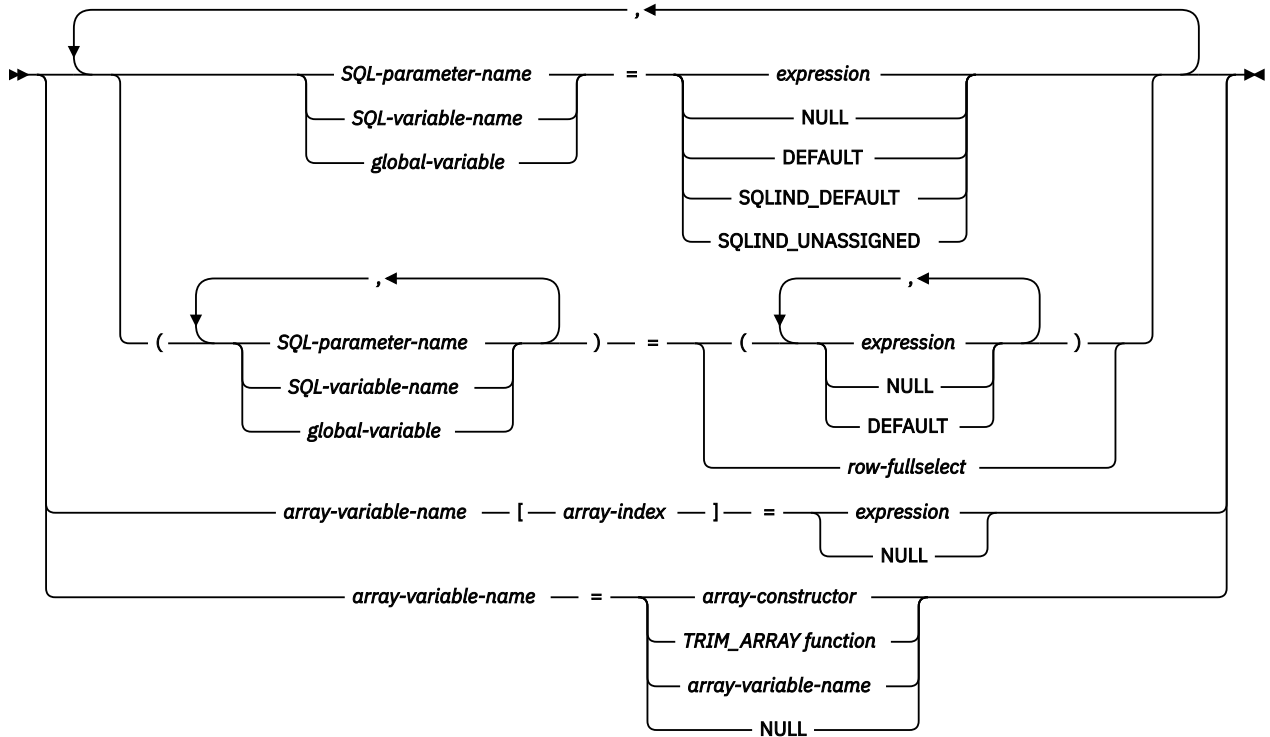 ,
SQL-parameter-name = expression
SQL-variable-name NULL
global-variable DEFAULT
SQLIND_DEFAULT
SQLIND_UNASSIGNED
, ,
( SQL-parameter-name ) = ( expression )
SQL-variable-name NULL
global-variable DEFAULT
row-fullselect
array-variable-name [ array-index ] = expression
NULL
array-variable-name = array-constructor
TRIM_ARRAY function
array-variable-name
NULL